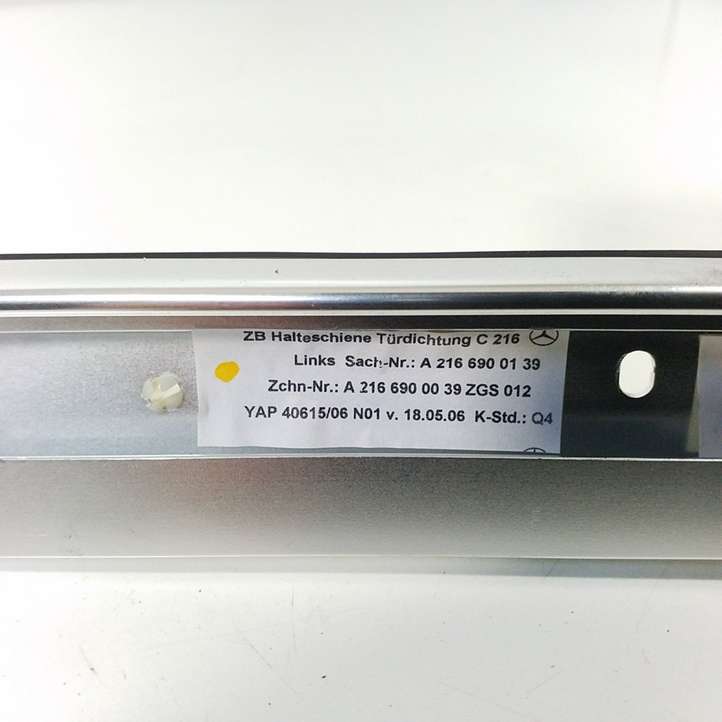 ZB Halteschiene Türdichtung C 216
Links Sach-Nr.: A 216 690 01 39
Zchn-Nr.: A 216 690 00 39 ZGS 012
YAP 40615/06 N01 v. 18.05.06 K-Std.: Q4